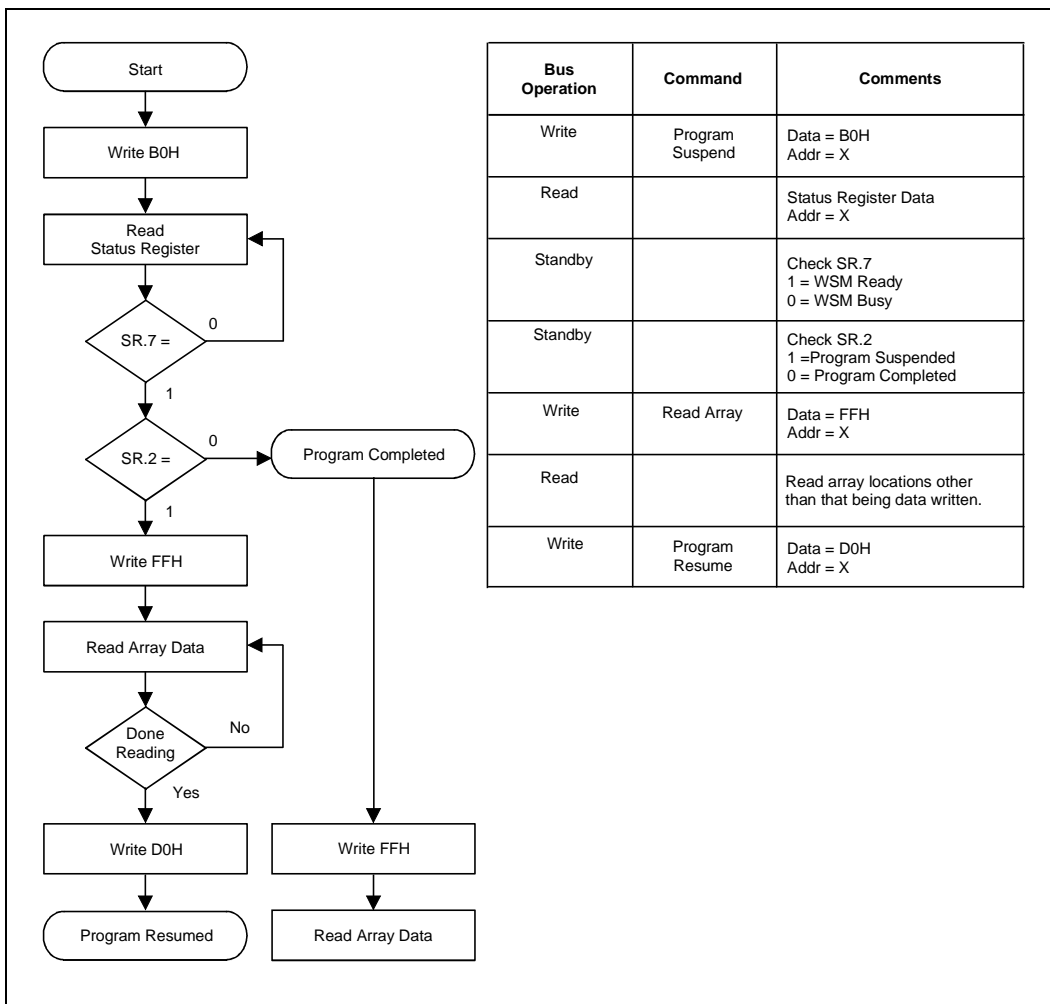 Start
Write B0H
Read
Status Register
SR.7 =
0
1
SR.2 =
0
Program Completed
1
Write FFH
Read Array Data
Done
Reading
No
Yes
Write D0H
Write FFH
Program Resumed
Read Array Data
Bus
Operation
Command
Comments
Write
Program
Suspend
Data = B0H
Addr = X
Read
Status Register Data
Addr = X
Standby
Check SR.7
1 = WSM Ready
0 = WSM Busy
Standby
Check SR.2
1 =Program Suspended
0 = Program Completed
Write
Read Array
Data = FFH
Addr = X
Read
Read array locations other
than that being data written.
Write
Program
Resume
Data = D0H
Addr = X